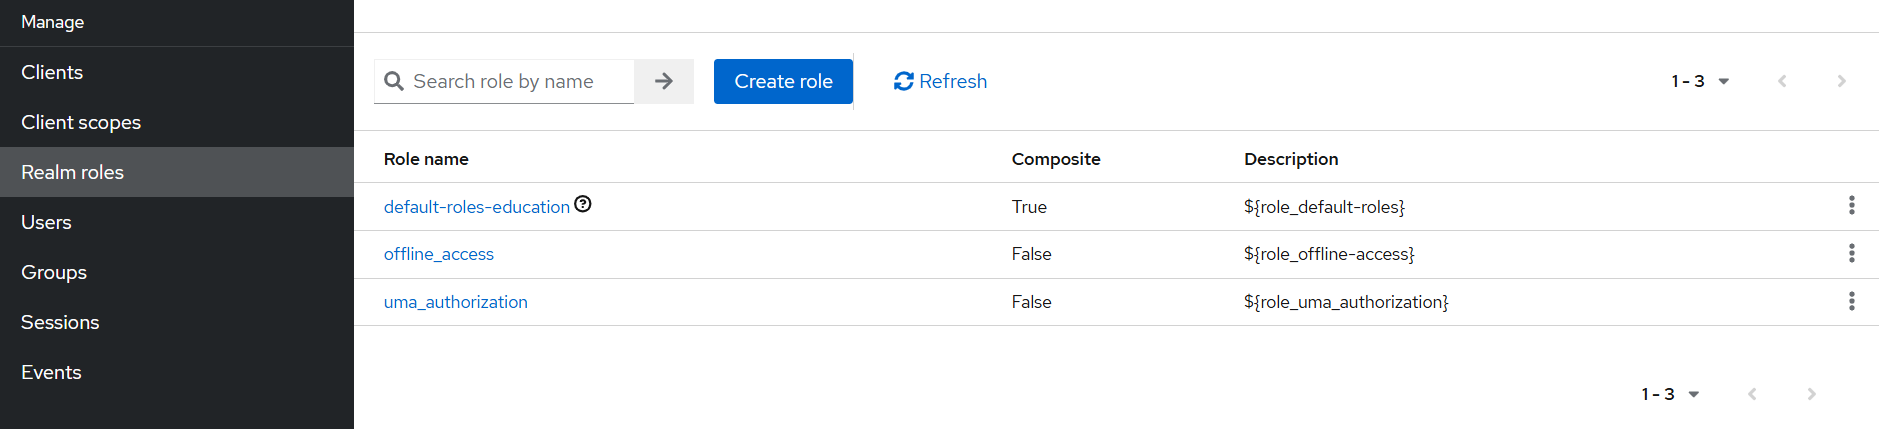 Manage
Clients
Client scopes
Realm roles
Users
Groups
Sessions
Events
Search role by name Create role Refresh 1 - 3
Role name Composite Description
default-roles-education True ${role_default-roles}
offline_access False ${role_offline-access}
uma_authorization False ${role_uma_authorization}
1 - 3